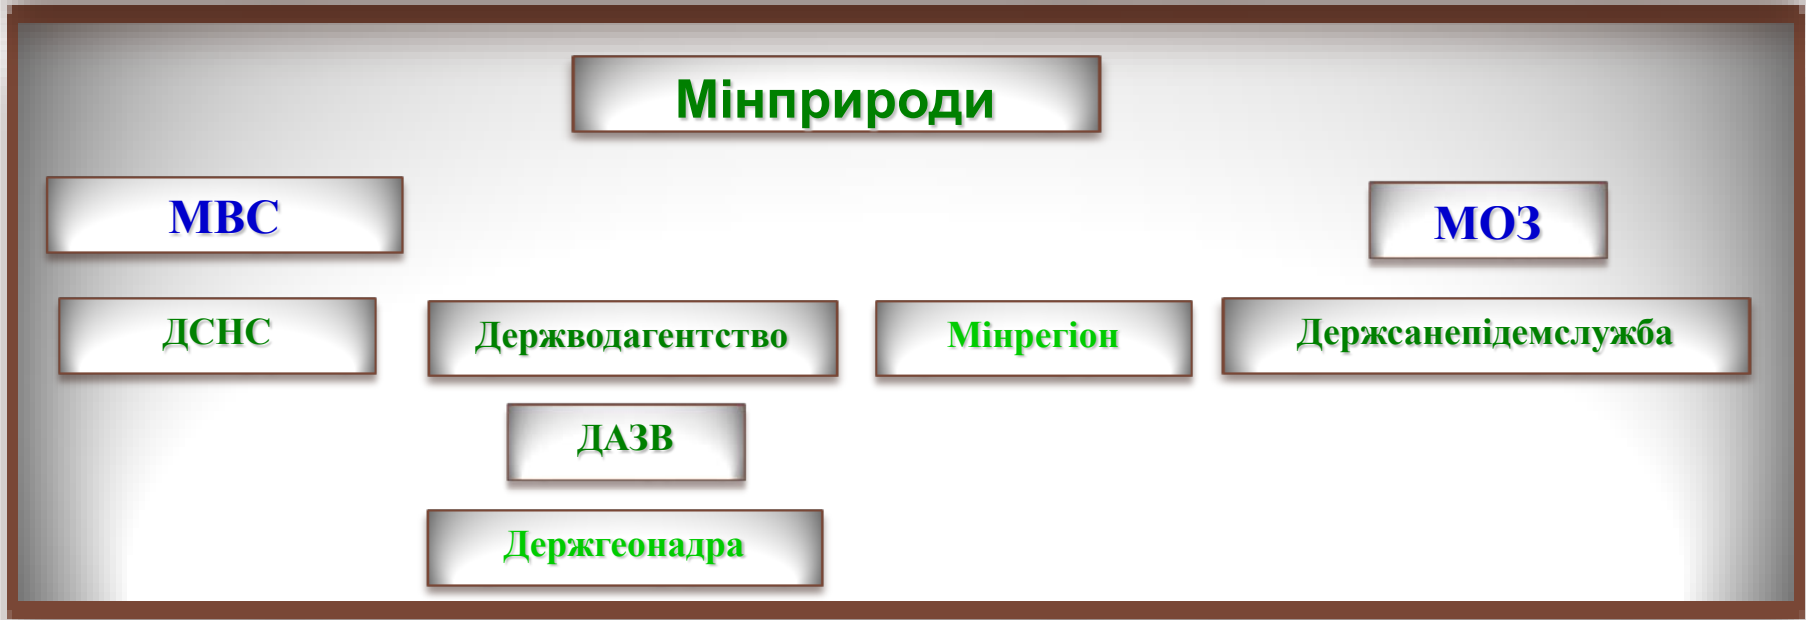 Мінприроди
МВС
МОЗ
ДСНС
Держводагентство
Мінрегіон
Держсанепідемслужба
ДАЗВ
Держгеонадра